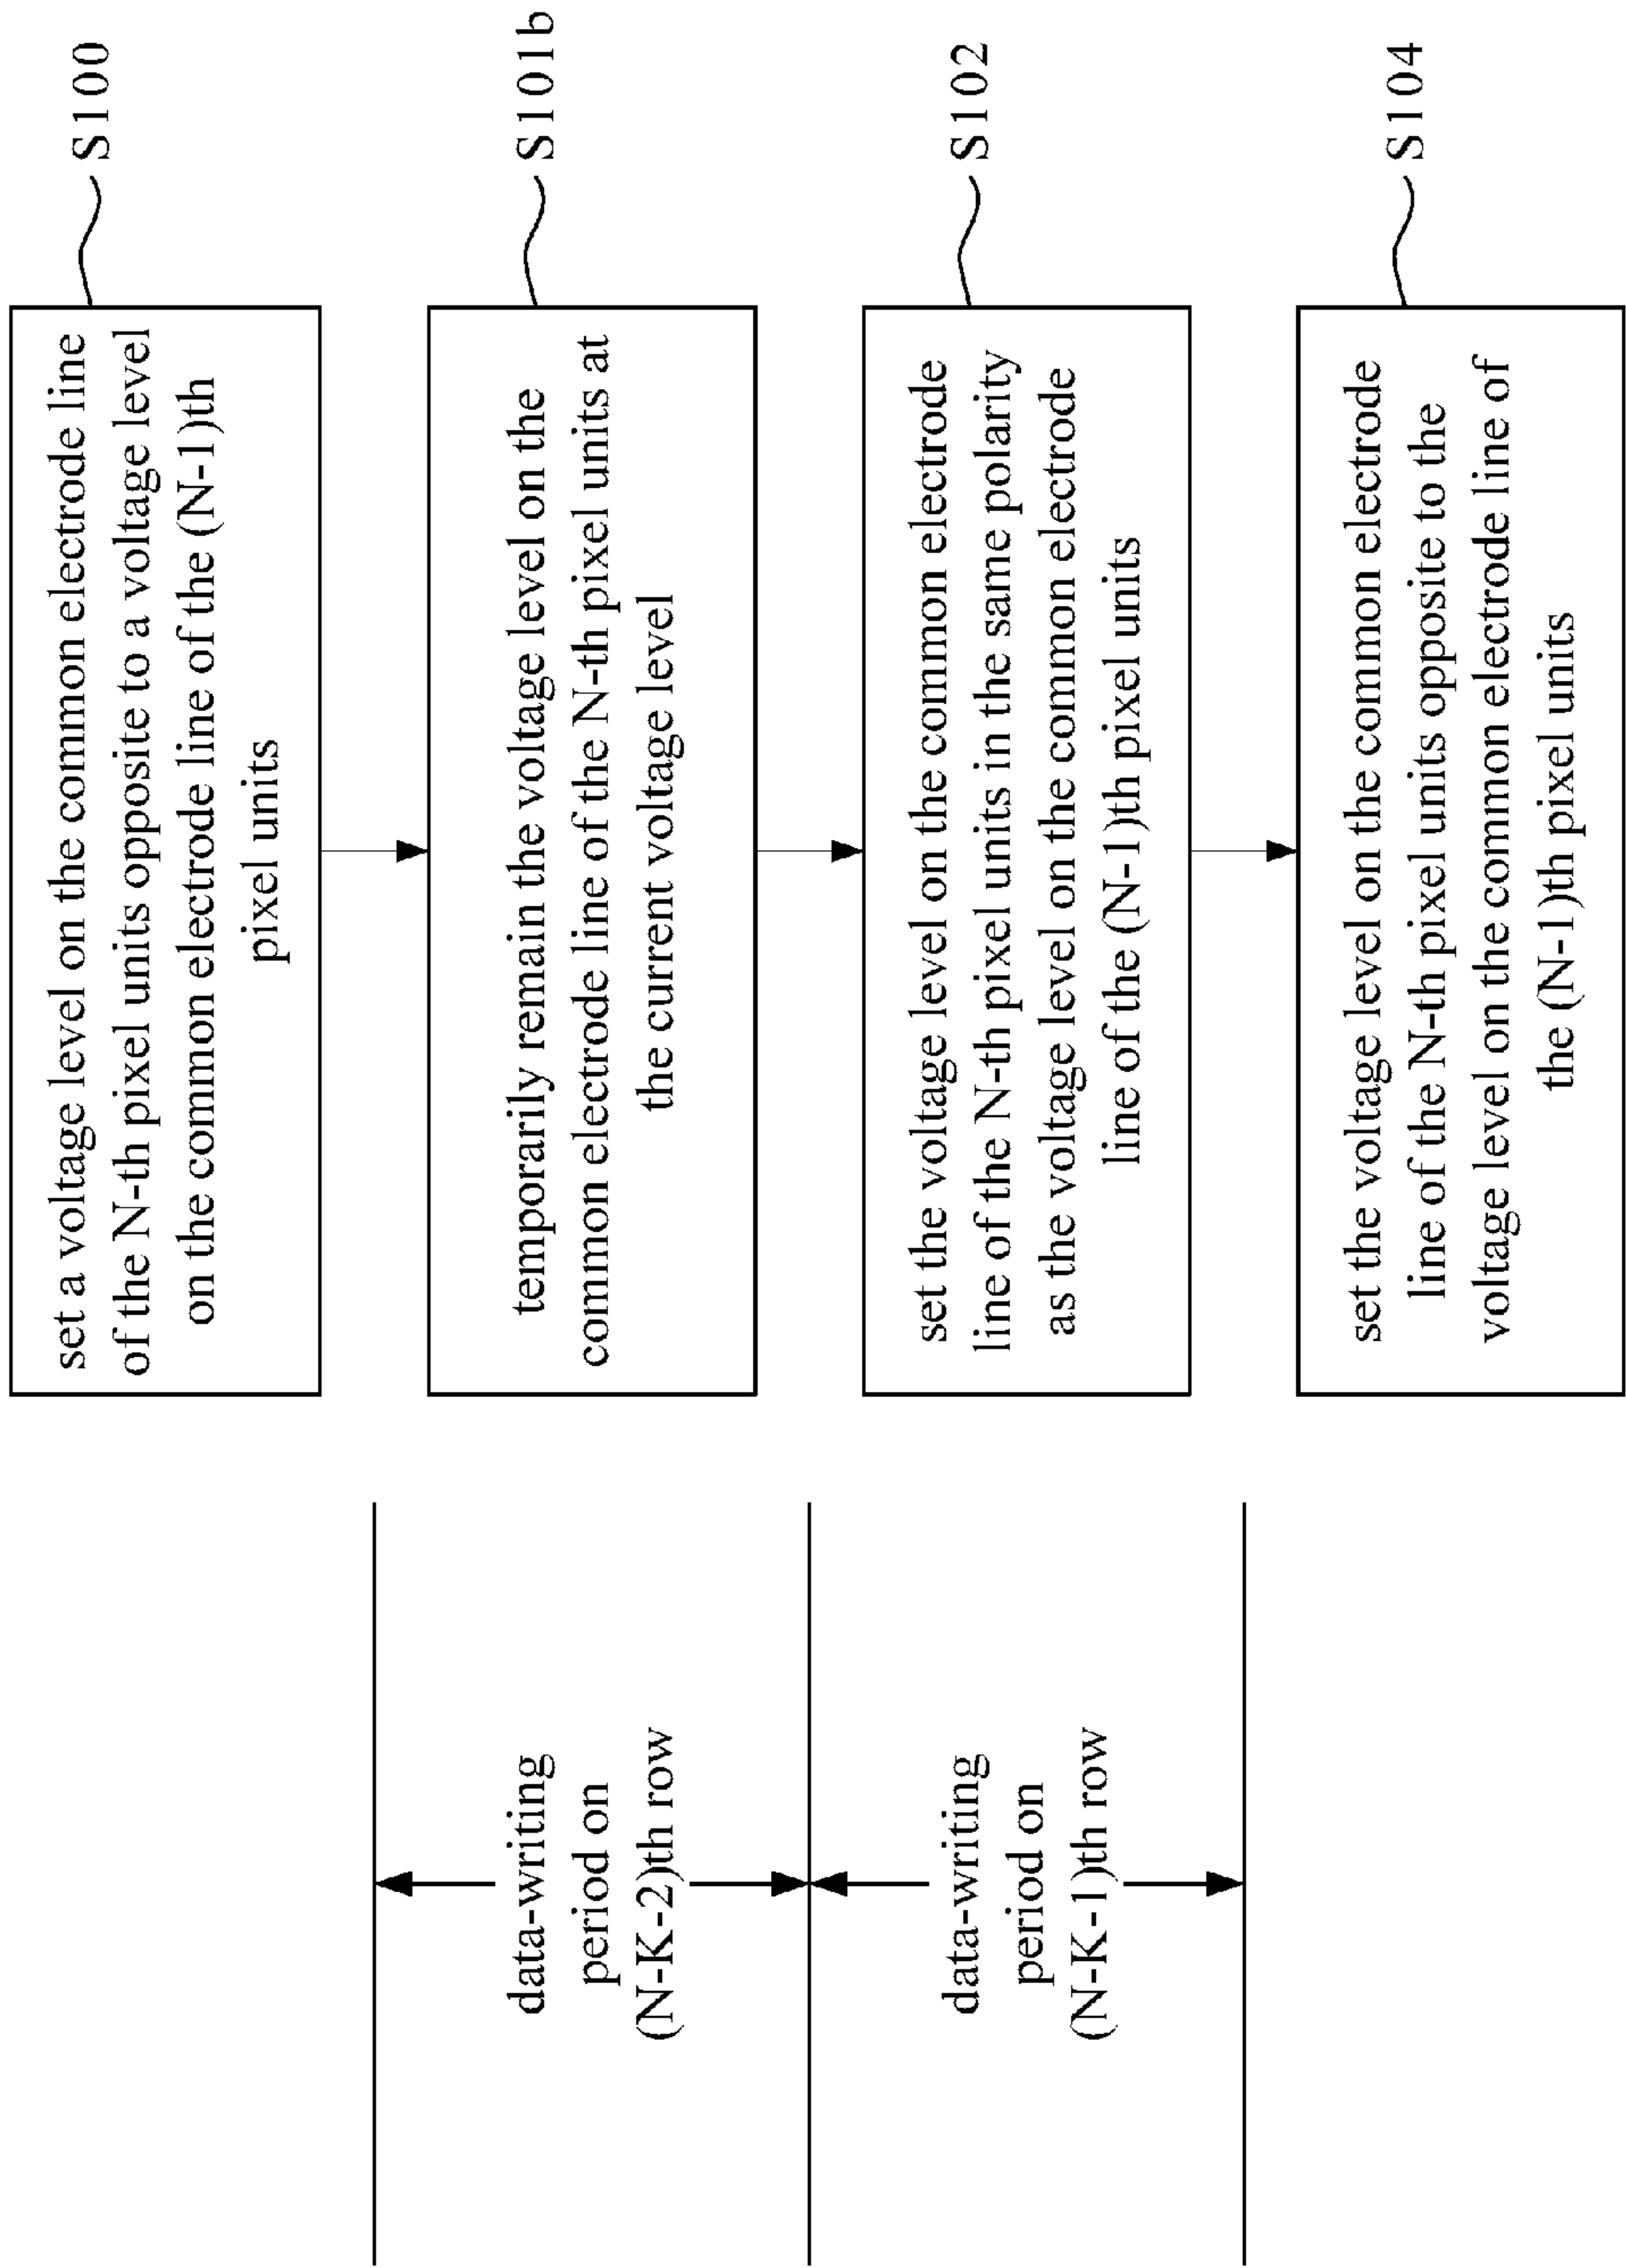 set a voltage level on the common electrode line
of the N-th pixel units opposite to a voltage level
on the common electrode line of the (N-1)th
pixel units
S100
data-writing
period on
(N-K-2)th row
temporarily remain the voltage level on the
common electrode line of the N-th pixel units at
the current voltage level
S101b
data-writing
period on
(N-K-1)th row
set the voltage level on the common electrode
line of the N-th pixel units in the same polarity
as the voltage level on the common electrode
line of the (N-1)th pixel units
S102
set the voltage level on the common electrode
line of the N-th pixel units opposite to the
voltage level on the common electrode line of
the (N-1)th pixel units
S104